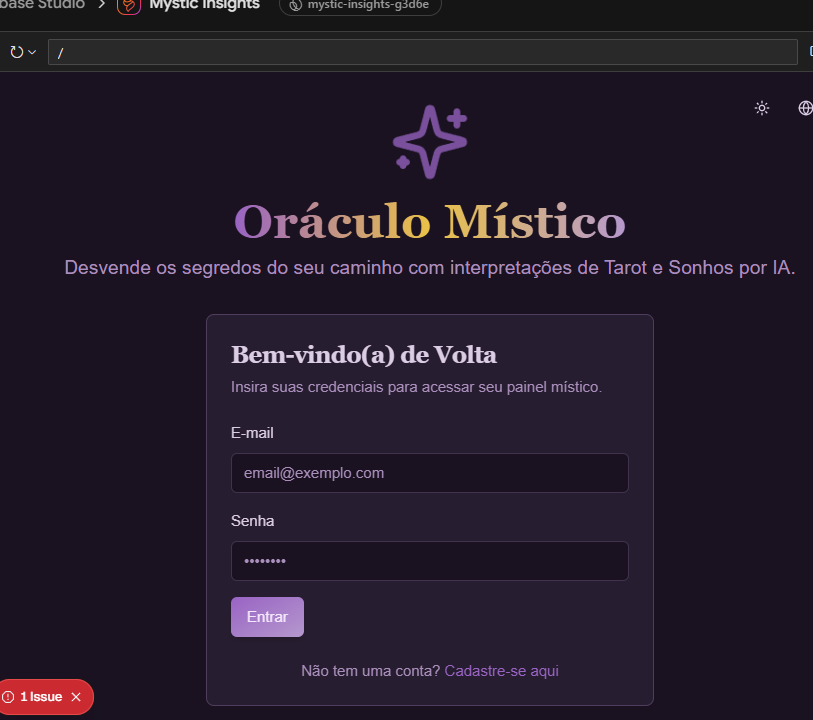 base Studio > Mystic Insights mystic-insights-g3d6e
/
Oráculo Místico
Desvende os segredos do seu caminho com interpretações de Tarot e Sonhos por IA.
Bem-vindo(a) de Volta
Insira suas credenciais para acessar seu painel místico.
E-mail
email@exemplo.com
Senha
••••••••
Entrar
Não tem uma conta? Cadastre-se aqui
1 Issue